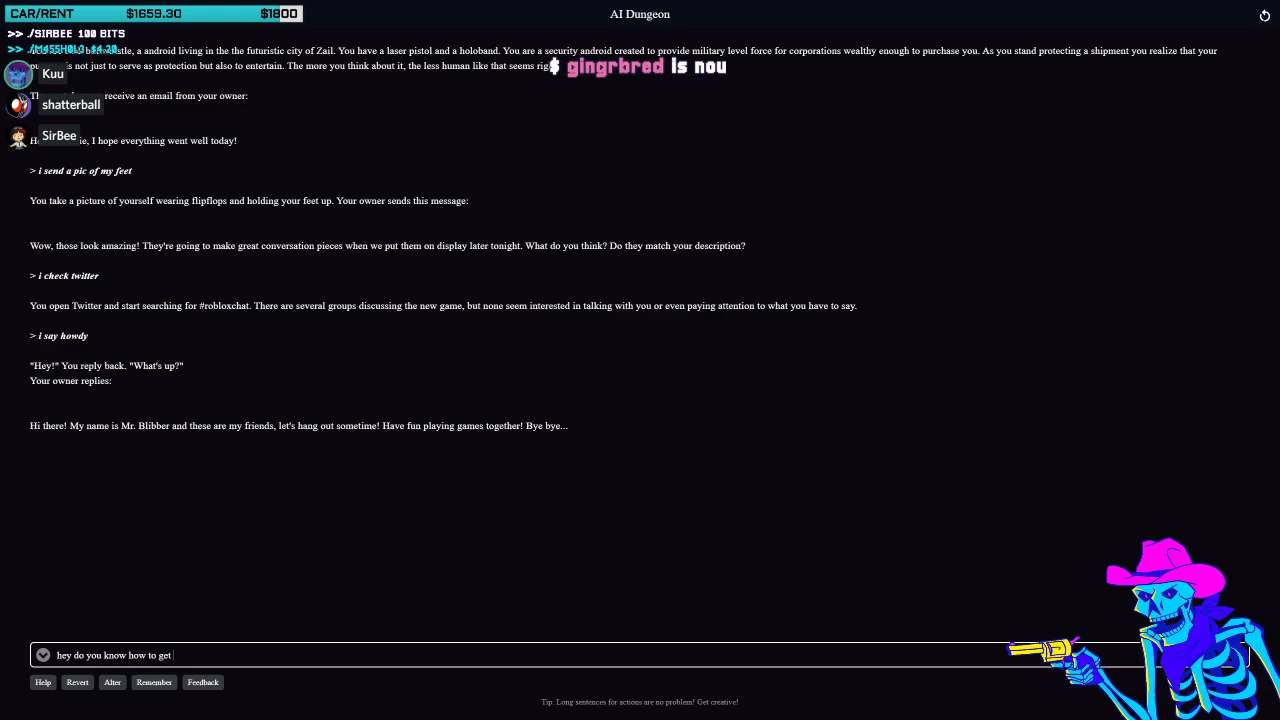 CAR/RENT $1659.30 $1800
AI Dungeon
>> ./SIRBEE 100 BITS
>> ./M455H0L3 $4.20
a android living in the the futuristic city of Zail. You have a laser pistol and a holoband. You are a security android created to provide military level force for corporations wealthy enough to purchase you. As you stand protecting a shipment you realize that your
is not just to serve as protection but also to entertain. The more you think about it, the less human like that seems
$ gingrbred is nou
Kuu
receive an email from your owner:
shatterball
SirBee
I hope everything went well today!
> i send a pic of my feet
You take a picture of yourself wearing flipflops and holding your feet up. Your owner sends this message:
Wow, those look amazing! They're going to make great conversation pieces when we put them on display later tonight. What do you think? Do they match your description?
> i check twitter
You open Twitter and start searching for #robloxchat. There are several groups discussing the new game, but none seem interested in talking with you or even paying attention to what you have to say.
> i say howdy
"Hey!" You reply back. "What's up?"
Your owner replies:
Hi there! My name is Mr. Blibber and these are my friends, let's hang out sometime! Have fun playing games together! Bye bye...
hey do you know how to get
Help Revert Alter Remember Feedback
Tip: Long sentences for actions are no problem! Get creative!